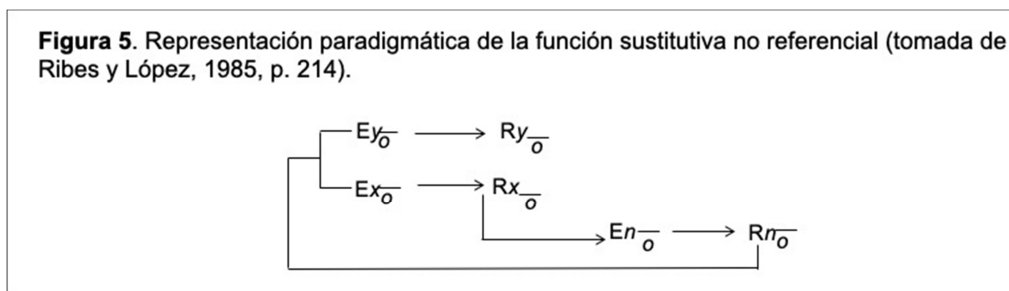 Figura 5. Representación paradigmática de la función sustitutiva no referencial (tomada de
Ribes y López, 1985, p. 214).
Ey o → Ry o
Ex o → Rx o
En o → Rn o